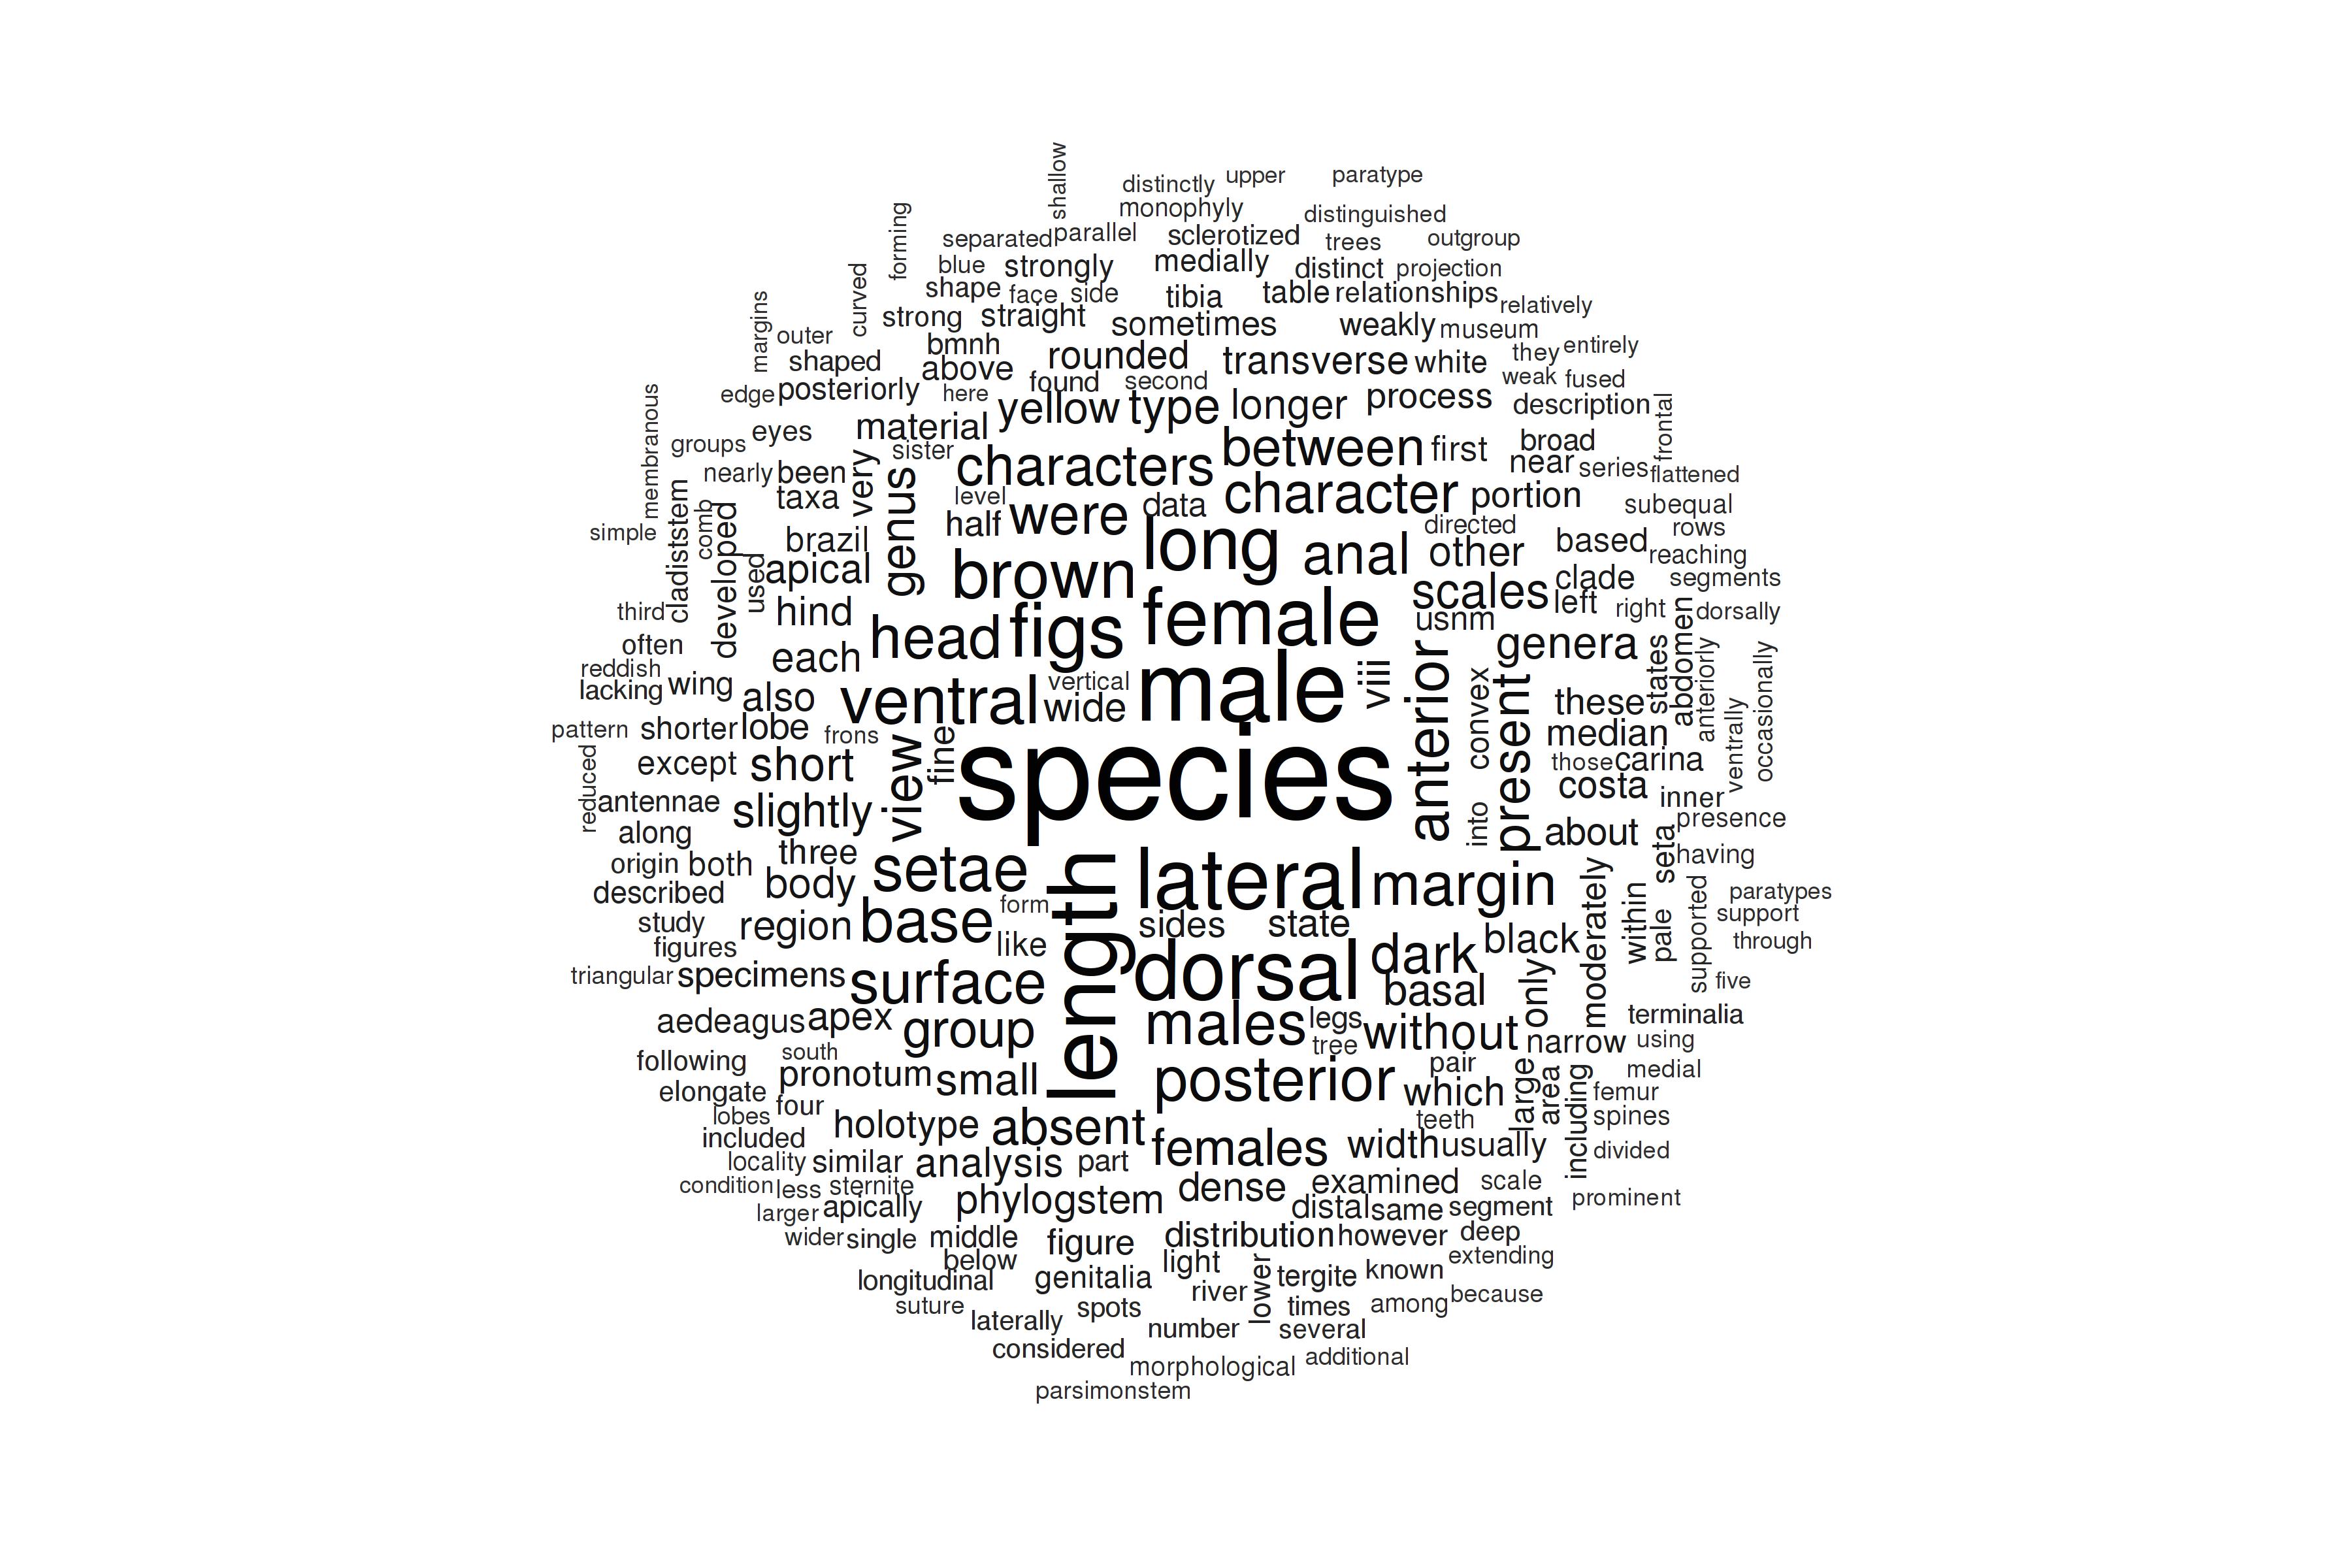 shallow
distinctly
upper
paratype
monophyly
distinguished
forming
separated
parallel
sclerotized
trees
outgroup
blue
strongly
medially
distinct
projection
curved
shape
face
side
tibia
table
relationships
relatively
margins
outer
strong
straight
sometimes
weakly
museum
shaped
bmnh
above
rounded
transverse
white
they
entirely
edge
posteriorly
here
found
second
weak
fused
membranous
groups
eyes
material
yellow
type
longer
process
description
frontal
nearly
been
very
sister
characters
between
first
broad
near
series
flattened
simple
cladiststem
comb
taxa
genus
level
half
were
data
character
portion
subequal
developed
used
brazil
apical
brown
long
anal
directed
other
based
rows
reaching
third
hind
head
figs
female
scales
clade
left
right
segments
dorsally
usnm
often
each
genera
states
abdomen
anteriorly
occasionally
reddish
lacking
wing
also
ventral
vertical
wide
male
viii
anterior
convex
present
these
pattern
shorter
lobe
frons
view
fine
species
median
those
carina
ventrally
reduced
except
short
costa
antennae
slightly
into
about
inner
presence
along
origin
both
three
setae
length
lateral
margin
moderately
seta
having
described
body
form
within
supported
paratypes
study
region
base
like
sides
state
dark
black
pale
support
figures
through
triangular
specimens
surface
dorsal
basal
only
five
aedeagus
apex
group
males
legs
without
terminalia
following
south
tree
narrow
using
elongate
pronotum
small
posterior
pair
which
large
area
including
medial
femur
lobes
four
holotype
absent
teeth
spines
included
females
width
usually
divided
locality
similar
analysis
part
condition
less
sternite
phylogstem
dense
examined
scale
prominent
larger
apically
distal
same
segment
wider
single
middle
figure
distribution
however
deep
below
light
lower
extending
longitudinal
genitalia
river
tergite
known
suture
laterally
spots
times
among
because
number
several
considered
morphological
additional
parsimonstem